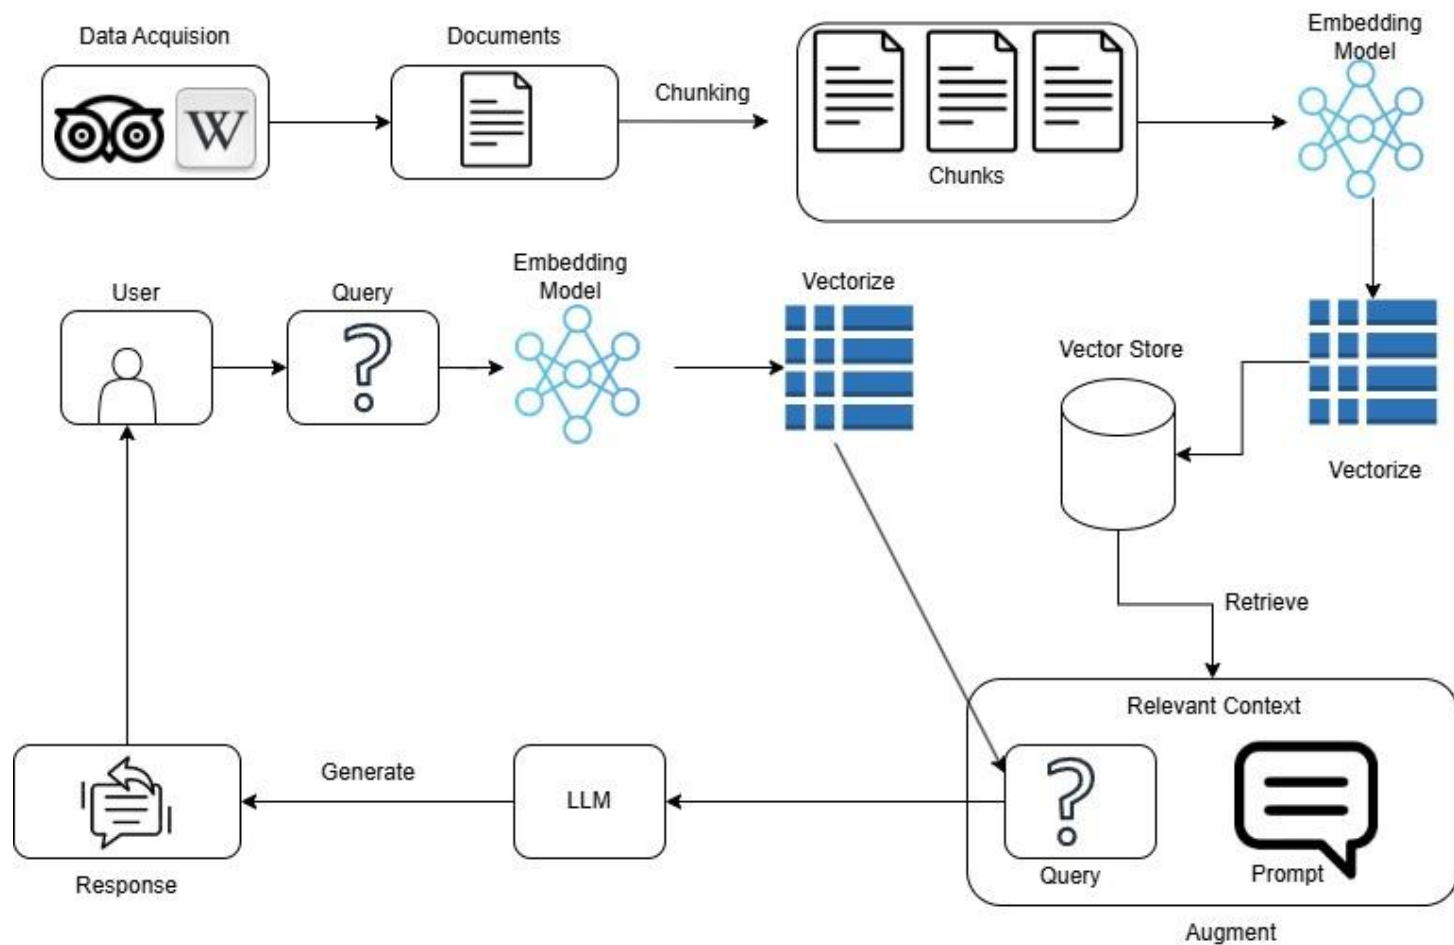 Data Acquision
Documents
Embedding
Model
Chunking
W
Chunks
User
Query
Embedding
Model
Vectorize
Vector Store
Vectorize
Retrieve
Relevant Context
Generate
LLM
Response
Query
Prompt
Augment